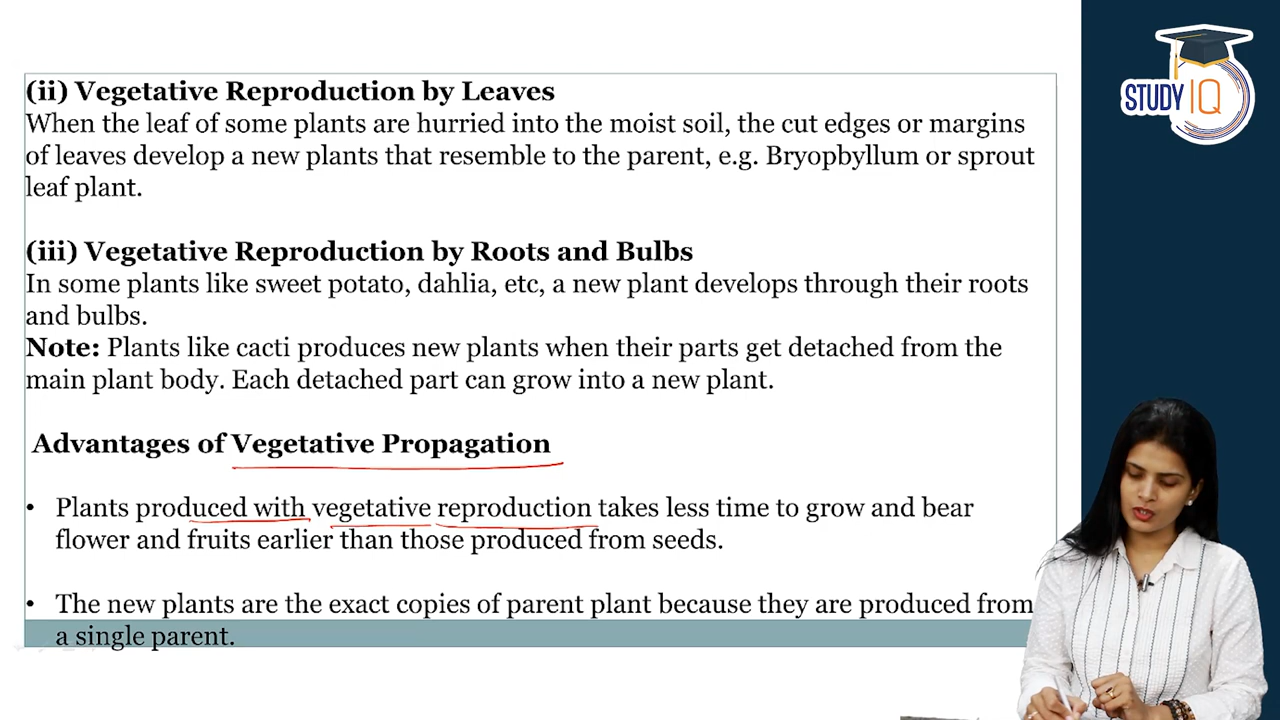 (ii) Vegetative Reproduction by Leaves
When the leaf of some plants are hurried into the moist soil, the cut edges or margins
of leaves develop a new plants that resemble to the parent, e.g. Bryopbyllum or sprout
leaf plant.
(iii) Vegetative Reproduction by Roots and Bulbs
In some plants like sweet potato, dahlia, etc, a new plant develops through their roots
and bulbs.
Note: Plants like cacti produces new plants when their parts get detached from the
main plant body. Each detached part can grow into a new plant.
Advantages of Vegetative Propagation
• Plants produced with vegetative reproduction takes less time to grow and bear
flower and fruits earlier than those produced from seeds.
• The new plants are the exact copies of parent plant because they are produced from
a single parent.
STUDY IQ